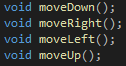 void moveDown();
void moveRight();
void moveLeft();
void moveUp();